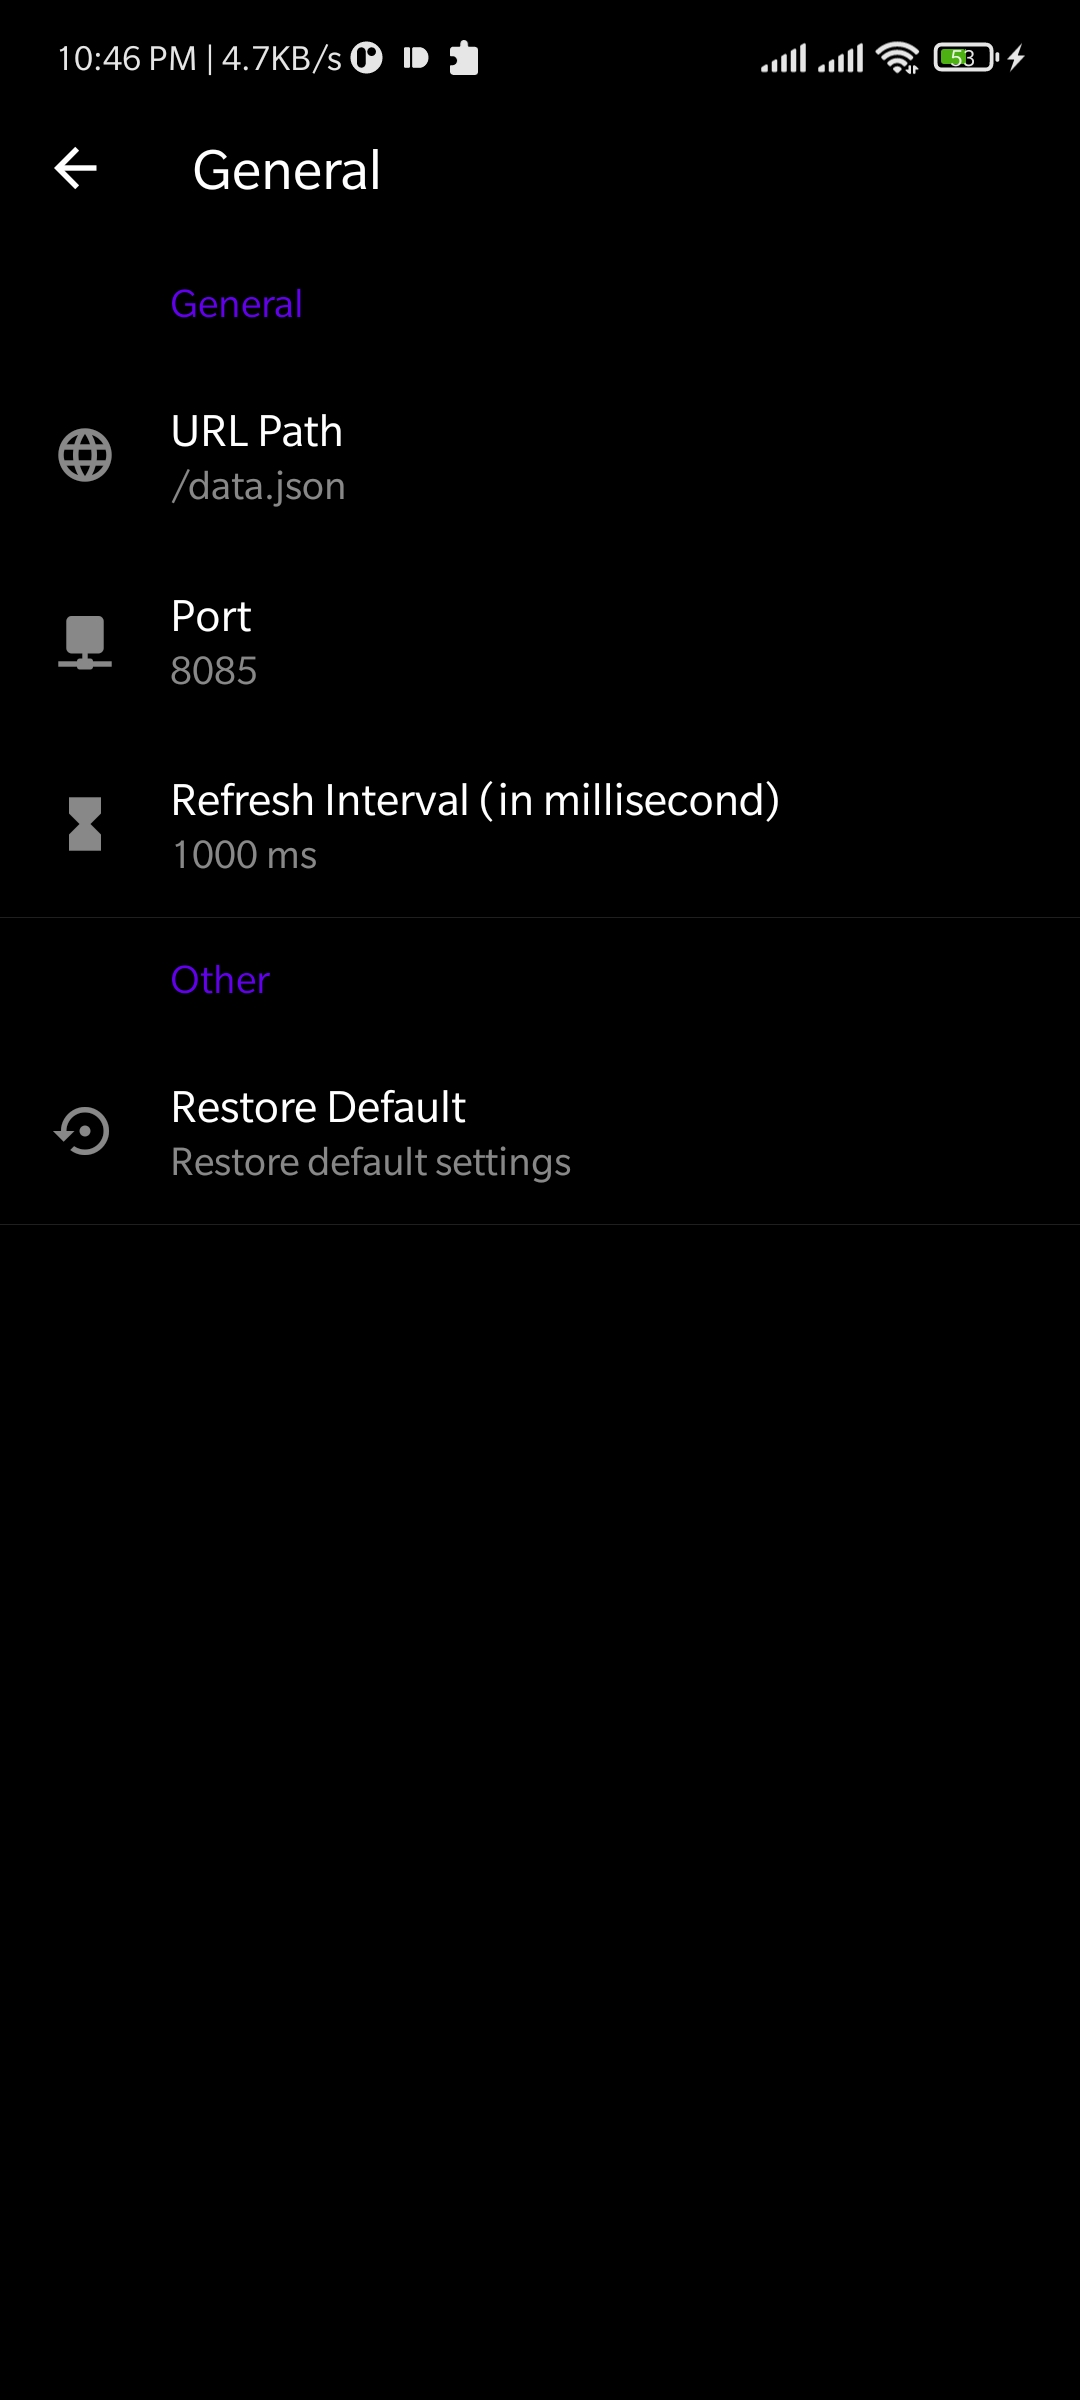 10:46 PM | 4.7KB/s 53
General
General
URL Path
/data.json
Port
8085
Refresh Interval (in millisecond)
1000 ms
Other
Restore Default
Restore default settings